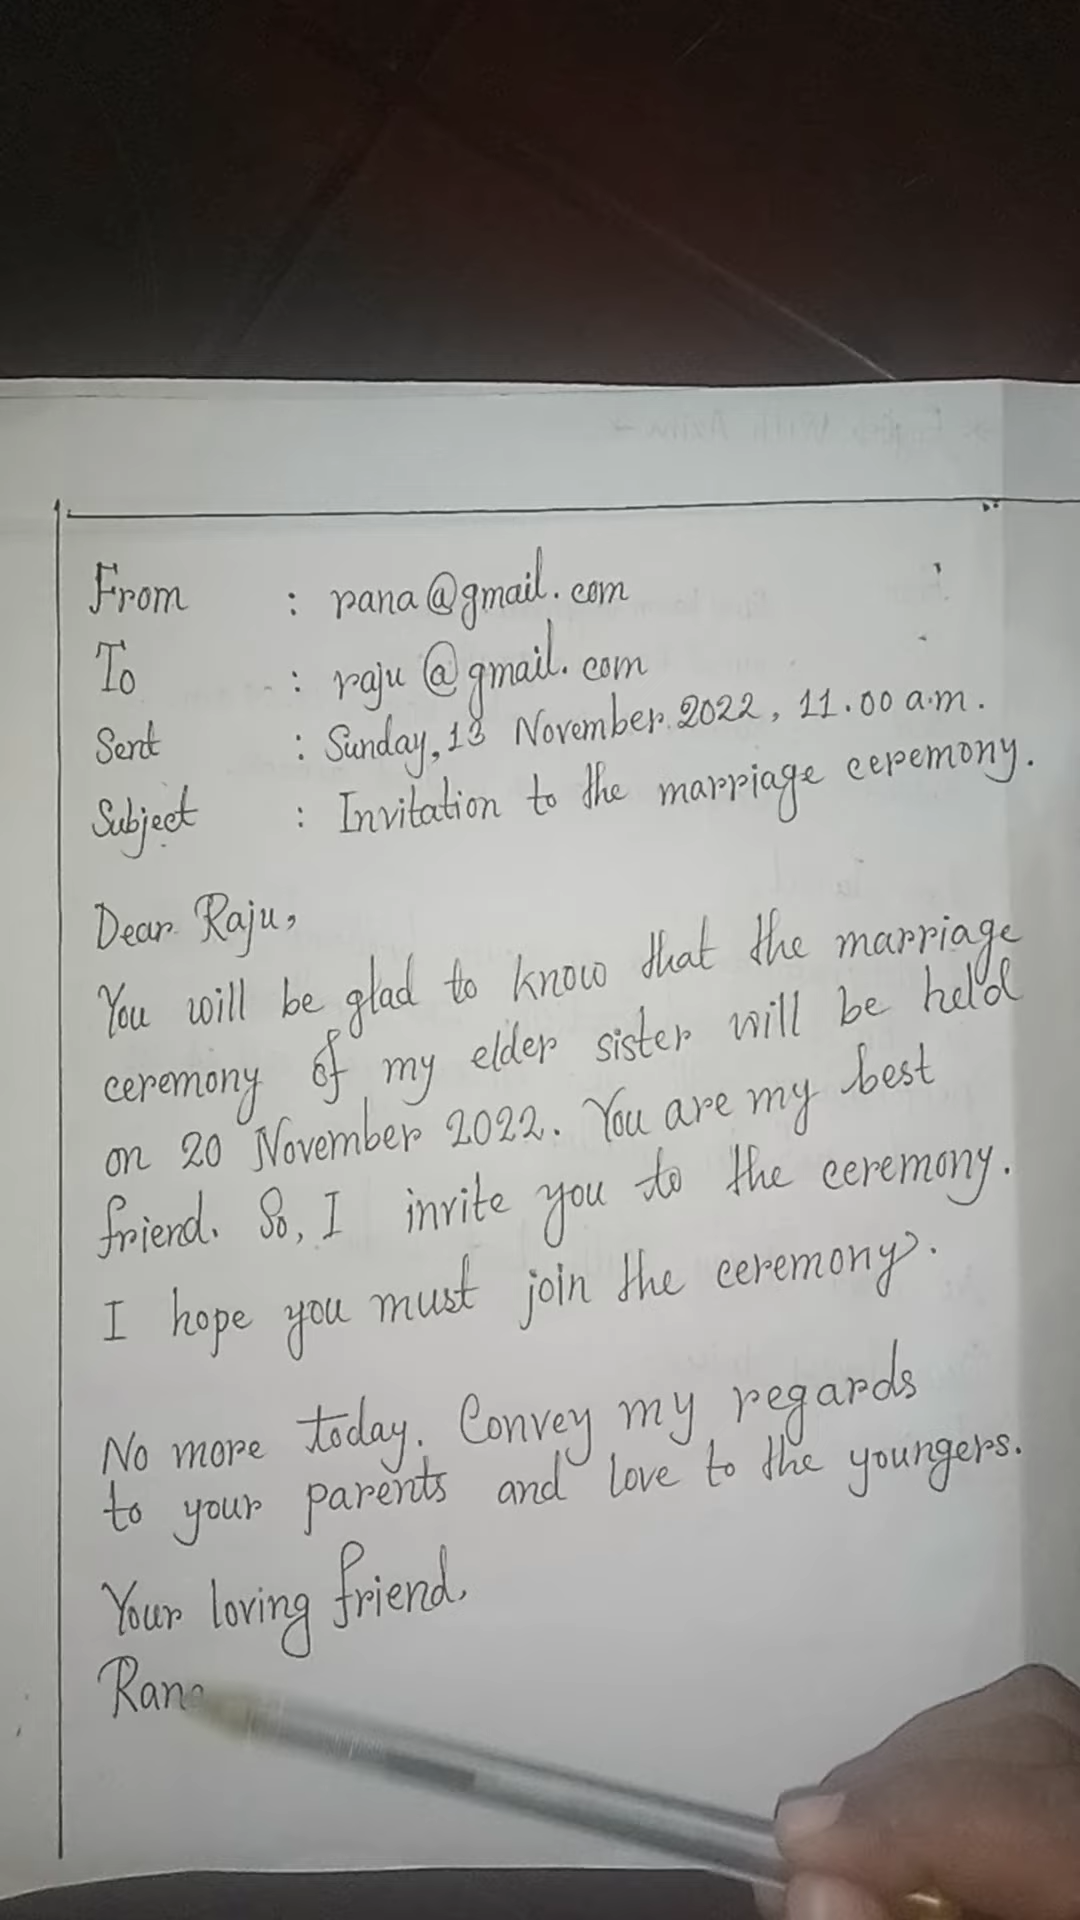 From : rana@gmail.com
To : raju@gmail.com
Sent : Sunday, 13 November 2022, 11.00 a.m.
Subject : Invitation to the marriage ceremony.
Dear Raju,
You will be glad to know that the marriage
ceremony of my elder sister will be held
on 20 November 2022. You are my best
friend. So, I invite you to the ceremony.
I hope you must join the ceremony.
No more today. Convey my regards
to your parents and love to the youngers.
Your loving friend,
Rana